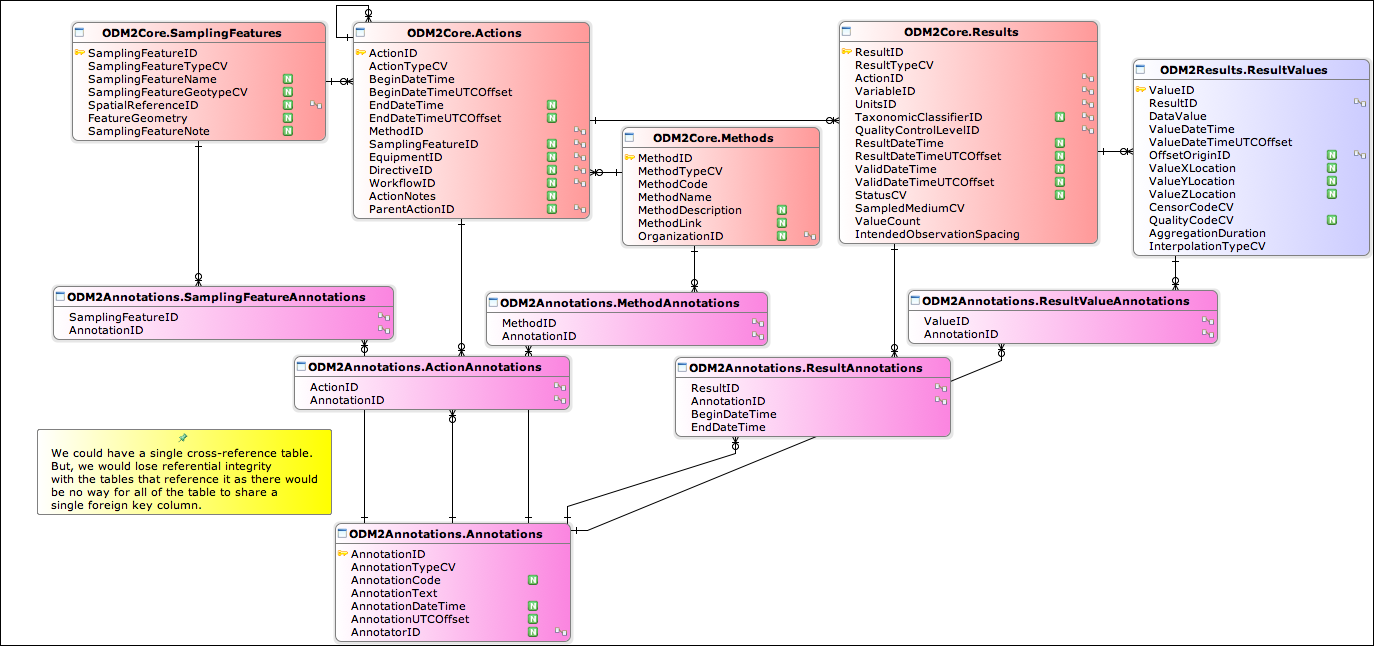 ODM2Core.SamplingFeatures
SamplingFeatureID
SamplingFeatureTypeCV
SamplingFeatureName N
SamplingFeatureGeotypeCV N
SpatialReferenceID N
FeatureGeometry N
SamplingFeatureNote N
ODM2Core.Actions
ActionID
ActionTypeCV
BeginDateTime
BeginDateTimeUTCOffset
EndDateTime N
EndDateTimeUTCOffset N
MethodID
SamplingFeatureID N
EquipmentID N
DirectiveID N
WorkflowID N
ActionNotes N
ParentActionID N
ODM2Core.Methods
MethodID
MethodTypeCV
MethodCode
MethodName
MethodDescription N
MethodLink N
OrganizationID N
ODM2Core.Results
ResultID
ResultTypeCV
ActionID
VariableID
UnitsID
TaxonomicClassifierID N
QualityControlLevelID
ResultDateTime N
ResultDateTimeUTCOffset N
ValidDateTime N
ValidDateTimeUTCOffset N
StatusCV N
SampledMediumCV
ValueCount
IntendedObservationSpacing
ODM2Results.ResultValues
ValueID
ResultID
DataValue
ValueDateTime
ValueDateTimeUTCOffset
OffsetOriginID N
ValueXLocation N
ValueYLocation N
ValueZLocation N
CensorCodeCV
QualityCodeCV N
AggregationDuration
InterpolationTypeCV
ODM2Annotations.SamplingFeatureAnnotations
SamplingFeatureID
AnnotationID
ODM2Annotations.MethodAnnotations
MethodID
AnnotationID
ODM2Annotations.ResultValueAnnotations
ValueID
AnnotationID
ODM2Annotations.ActionAnnotations
ActionID
AnnotationID
ODM2Annotations.ResultAnnotations
ResultID
AnnotationID
BeginDateTime
EndDateTime
We could have a single cross-reference table.
But, we would lose referential integrity
with the tables that reference it as there would
be no way for all of the table to share a
single foreign key column.
ODM2Annotations.Annotations
AnnotationID
AnnotationTypeCV
AnnotationCode N
AnnotationText
AnnotationDateTime N
AnnotationUTCOffset N
AnnotatorID N